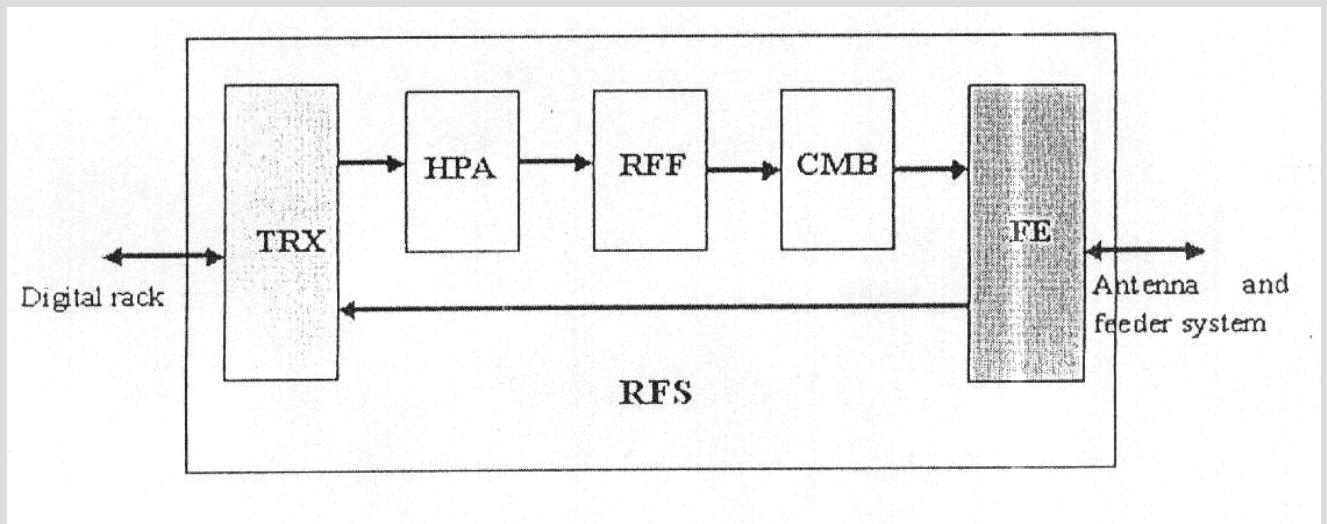 HPA
RFF
CMB
TRX
FE
Digital rack
Antenna and
feeder system
RFS